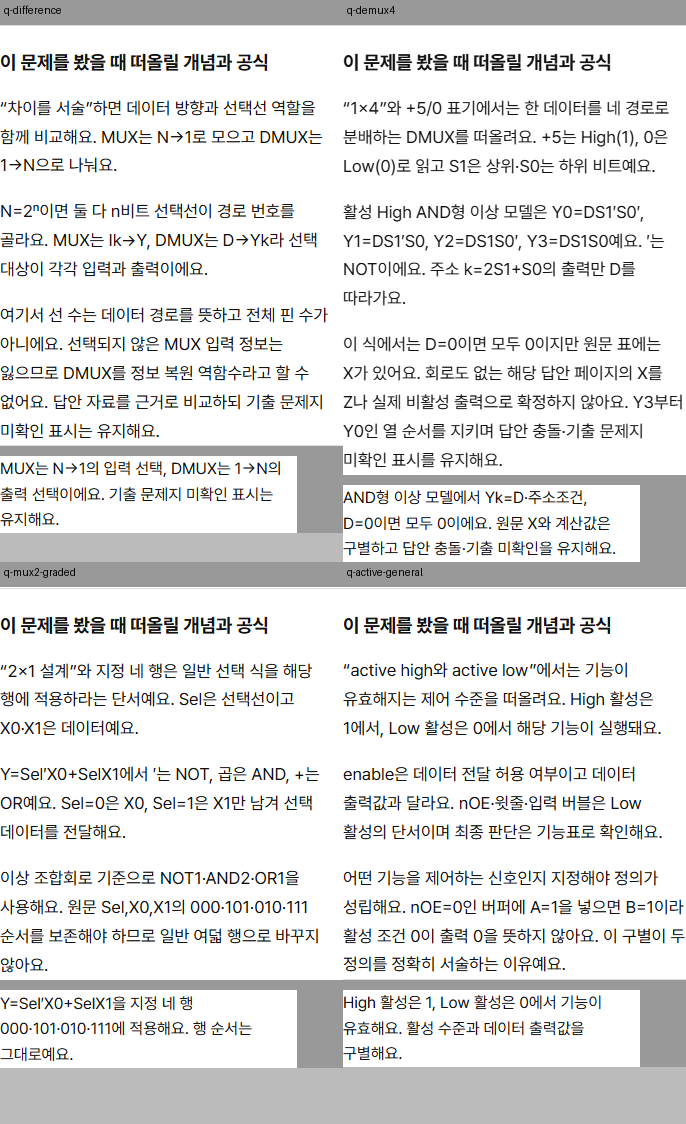 q-difference
이 문제를 봤을 때 떠올릴 개념과 공식
“차이를 서술”하면 데이터 방향과 선택선 역할을
함께 비교해요. MUX는 N→1로 모으고 DMUX는
1→N으로 나눠요.
N=2ⁿ이면 둘 다 n비트 선택선이 경로 번호를
골라요. MUX는 Ik→Y, DMUX는 D→Yk라 선택
대상이 각각 입력과 출력이에요.
여기서 선 수는 데이터 경로를 뜻하고 전체 핀 수가
아니에요. 선택되지 않은 MUX 입력 정보는
잃으므로 DMUX를 정보 복원 역함수라고 할 수
없어요. 답안 자료를 근거로 비교하되 기출 문제지
미확인 표시는 유지해요.
MUX는 N→1의 입력 선택, DMUX는 1→N의
출력 선택이에요. 기출 문제지 미확인 표시는
유지해요.
q-demux4
이 문제를 봤을 때 떠올릴 개념과 공식
“1×4”와 +5/0 표기에서는 한 데이터를 네 경로로
분배하는 DMUX를 떠올려요. +5는 High(1), 0은
Low(0)로 읽고 S1은 상위·S0는 하위 비트예요.
활성 High AND형 이상 모델은 Y0=DS1′S0′,
Y1=DS1′S0, Y2=DS1S0′, Y3=DS1S0예요. ′는
NOT이에요. 주소 k=2S1+S0의 출력만 D를
따라가요.
이 식에서는 D=0이면 모두 0이지만 원문 표에는
X가 있어요. 회로도 없는 해당 답안 페이지의 X를
Z나 실제 비활성 출력으로 확정하지 않아요. Y3부터
Y0인 열 순서를 지키며 답안 충돌·기출 문제지
미확인 표시를 유지해요.
AND형 이상 모델에서 Yk=D·주소조건,
D=0이면 모두 0이에요. 원문 X와 계산값은
구별하고 답안 충돌·기출 미확인을 유지해요.
q-mux2-graded
이 문제를 봤을 때 떠올릴 개념과 공식
“2×1 설계”와 지정 네 행은 일반 선택 식을 해당
행에 적용하라는 단서예요. Sel은 선택선이고
X0·X1은 데이터예요.
Y=Sel′X0+SelX1에서 ′는 NOT, 곱은 AND, +는
OR예요. Sel=0은 X0, Sel=1은 X1만 남겨 선택
데이터를 전달해요.
이상 조합회로 기준으로 NOT1·AND2·OR1을
사용해요. 원문 Sel,X0,X1의 000·101·010·111
순서를 보존해야 하므로 일반 여덟 행으로 바꾸지
않아요.
Y=Sel′X0+SelX1을 지정 네 행
000·101·010·111에 적용해요. 행 순서는
그대로예요.
q-active-general
이 문제를 봤을 때 떠올릴 개념과 공식
“active high와 active low”에서는 기능이
유효해지는 제어 수준을 떠올려요. High 활성은
1에서, Low 활성은 0에서 해당 기능이 실행돼요.
enable은 데이터 전달 허용 여부이고 데이터
출력값과 달라요. nOE·윗줄·입력 버블은 Low
활성의 단서이며 최종 판단은 기능표로 확인해요.
어떤 기능을 제어하는 신호인지 지정해야 정의가
성립해요. nOE=0인 버퍼에 A=1을 넣으면 B=1이라
활성 조건 0이 출력 0을 뜻하지 않아요. 이 구별이 두
정의를 정확히 서술하는 이유예요.
High 활성은 1, Low 활성은 0에서 기능이
유효해요. 활성 수준과 데이터 출력값을
구별해요.